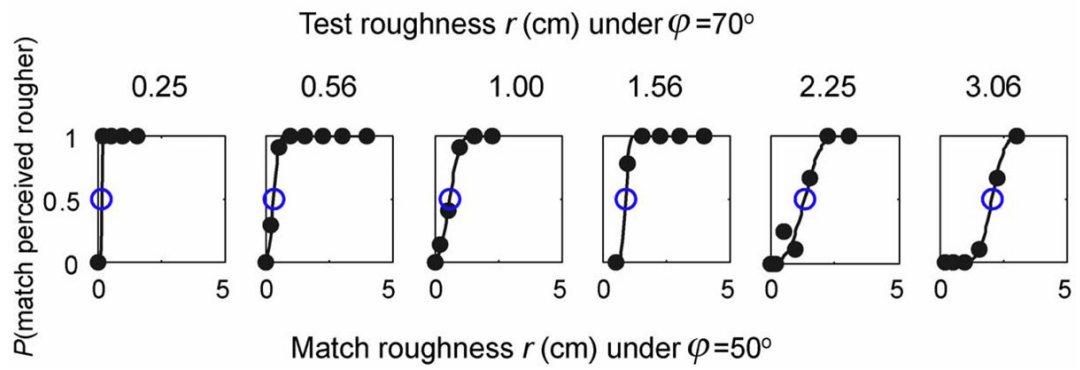 Test roughness r (cm) under φ=70°
0.25 0.56 1.00 1.56 2.25 3.06
P(match perceived rougher)
1
0.5
0
0 5 0 5 0 5 0 5 0 5 0 5
Match roughness r (cm) under φ=50°